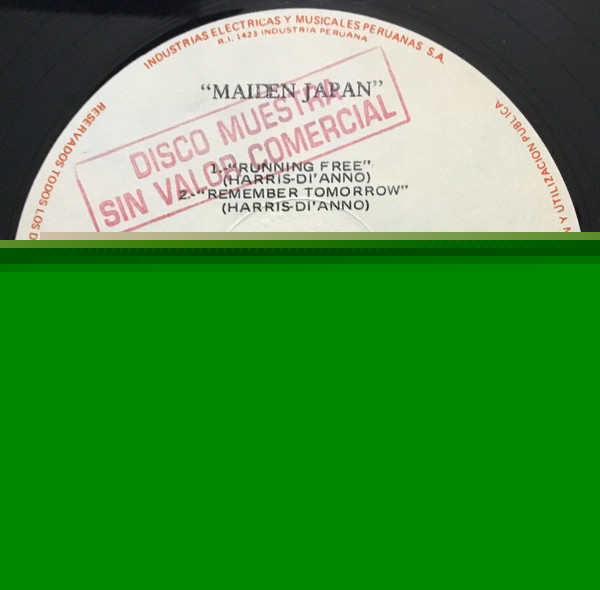 INDUSTRIAS ELECTRICAS Y MUSICALES PERUANAS S.A.
R.I. 1423 INDUSTRIA PERUANA
"MAIDEN JAPAN"
DISCO MUESTRA
SIN VALOR COMERCIAL
1.-"RUNNING FREE"
(HARRIS-DI'ANNO)
2.-"REMEMBER TOMORROW"
(HARRIS-DI'ANNO)
RESERVADOS TODOS LOS
Y UTILIZACION PUBLICA